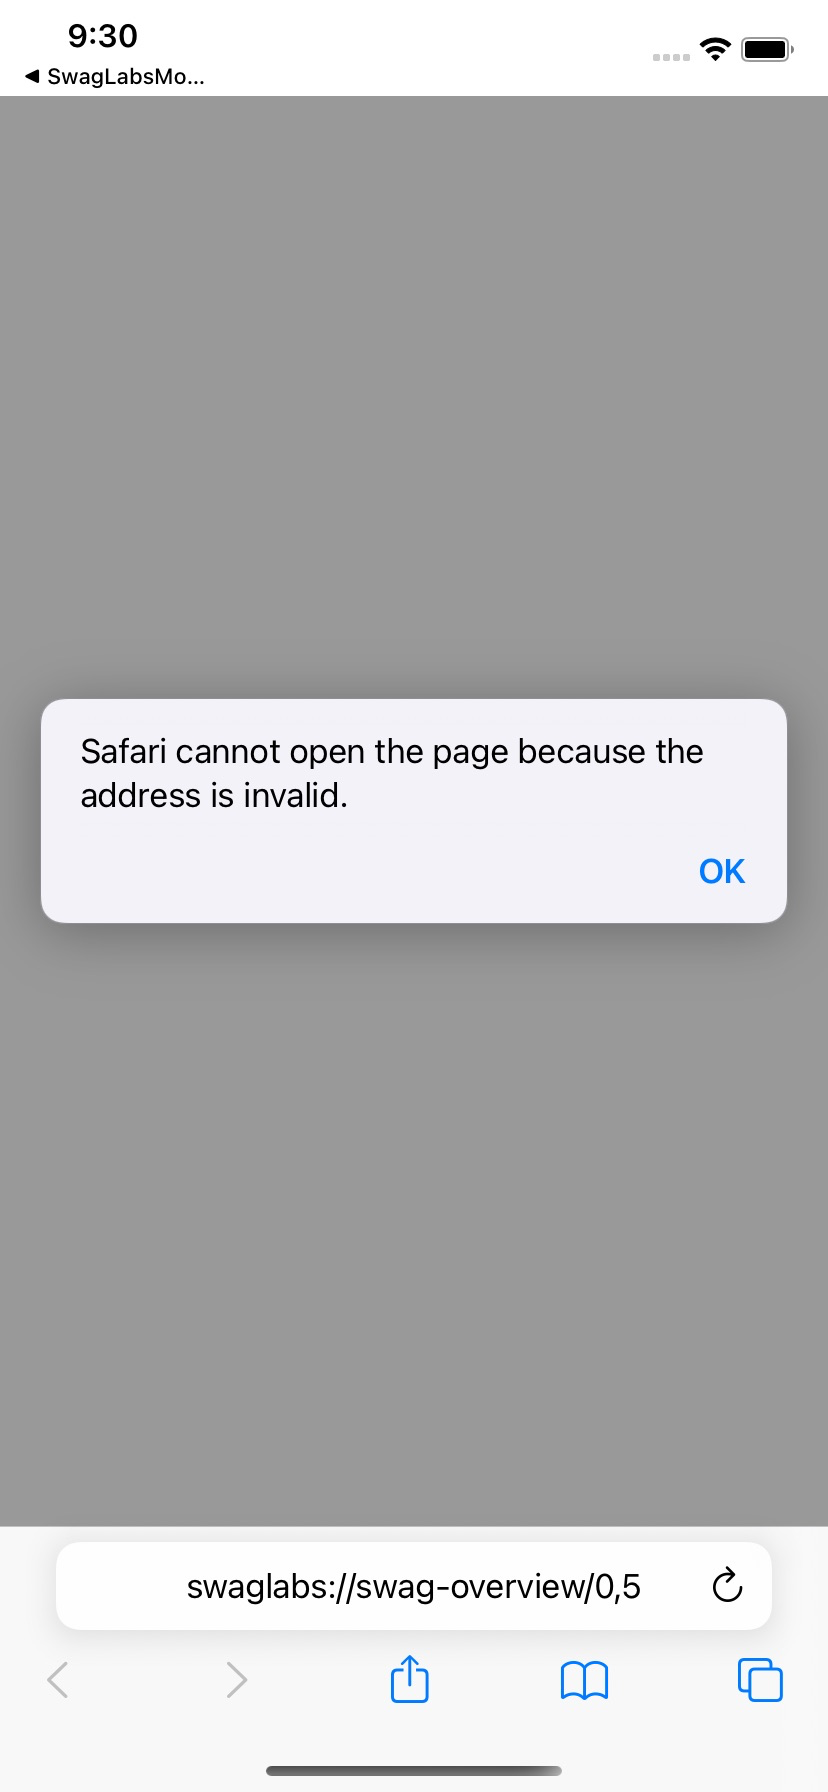 9:30
◀ SwagLabsMo...
Safari cannot open the page because the
address is invalid.
OK
swaglabs://swag-overview/0,5